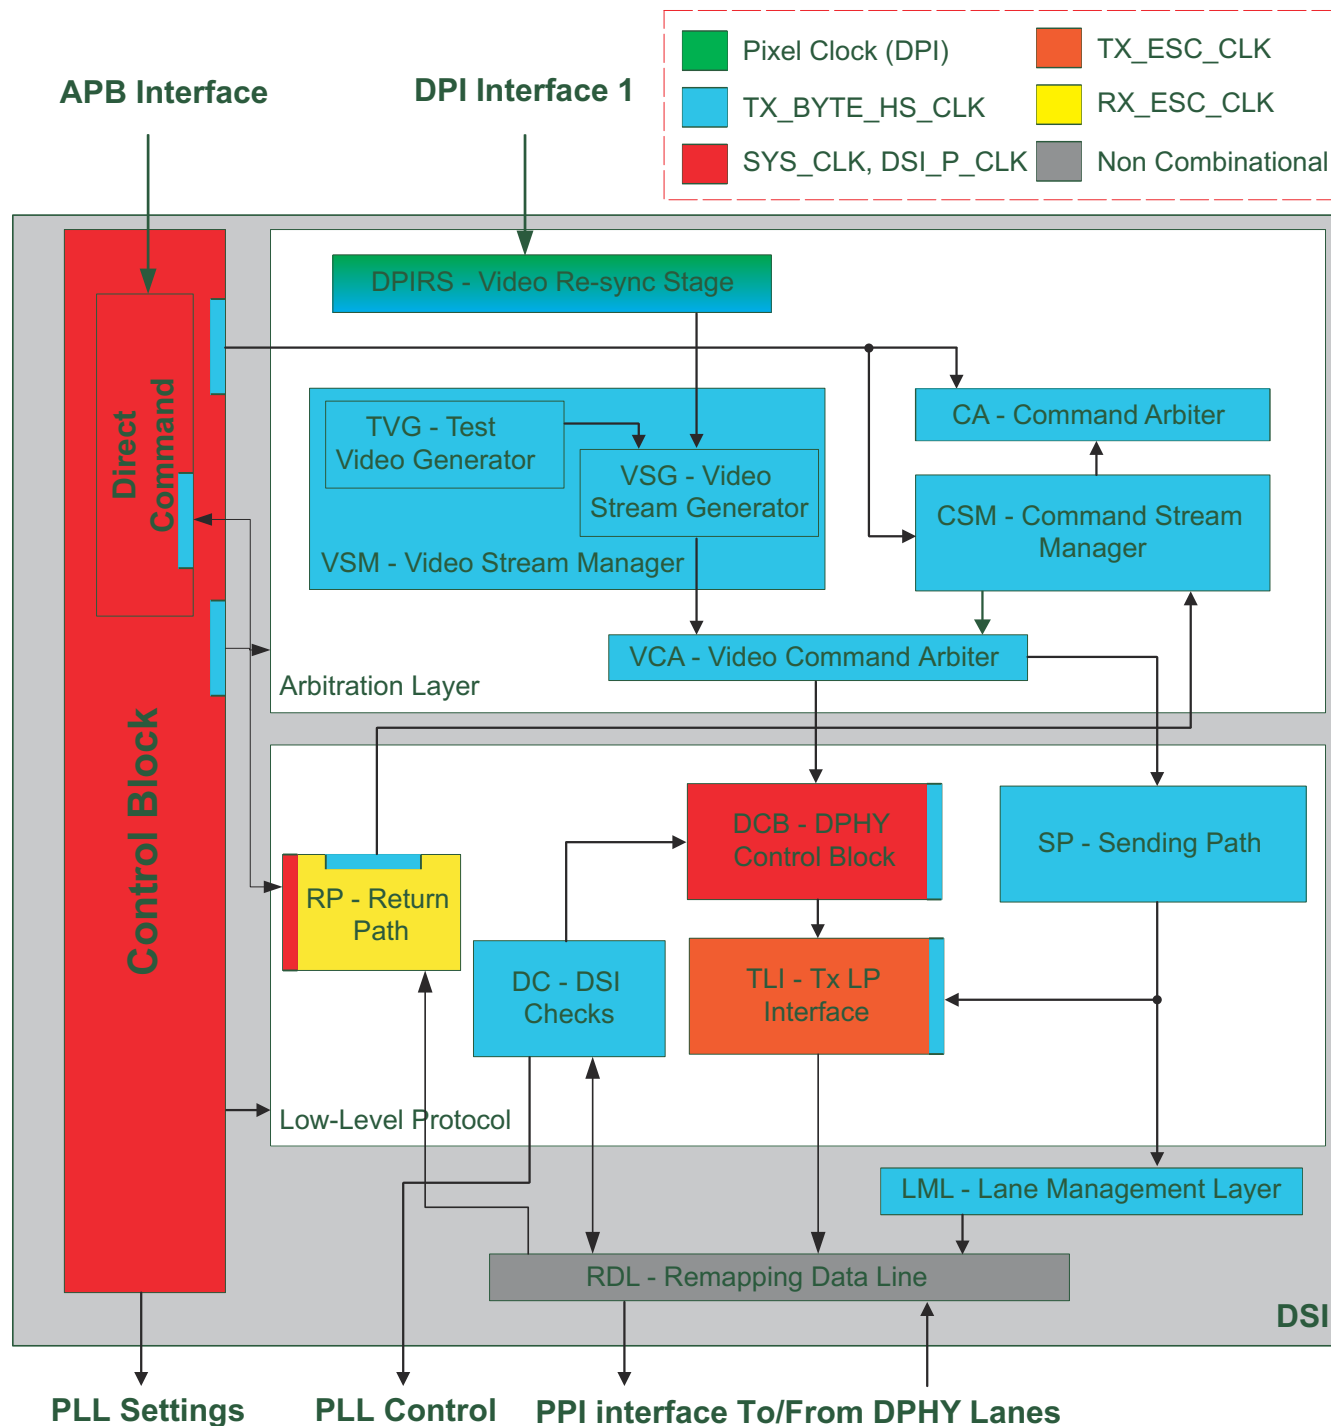 Pixel Clock (DPI)
TX_ESC_CLK
TX_BYTE_HS_CLK
RX_ESC_CLK
SYS_CLK, DSI_P_CLK
Non Combinational
APB Interface
DPI Interface 1
DPIRS - Video Re-sync Stage
Direct
Command
Control Block
TVG - Test
Video Generator
VSG - Video
Stream Generator
VSM - Video Stream Manager
CA - Command Arbiter
CSM - Command Stream
Manager
VCA - Video Command Arbiter
Arbitration Layer
DCB - DPHY
Control Block
SP - Sending Path
RP - Return
Path
DC - DSI
Checks
TLI - Tx LP
Interface
Low-Level Protocol
LML - Lane Management Layer
RDL - Remapping Data Line
DSI
PLL Settings
PLL Control
PPI interface To/From DPHY Lanes